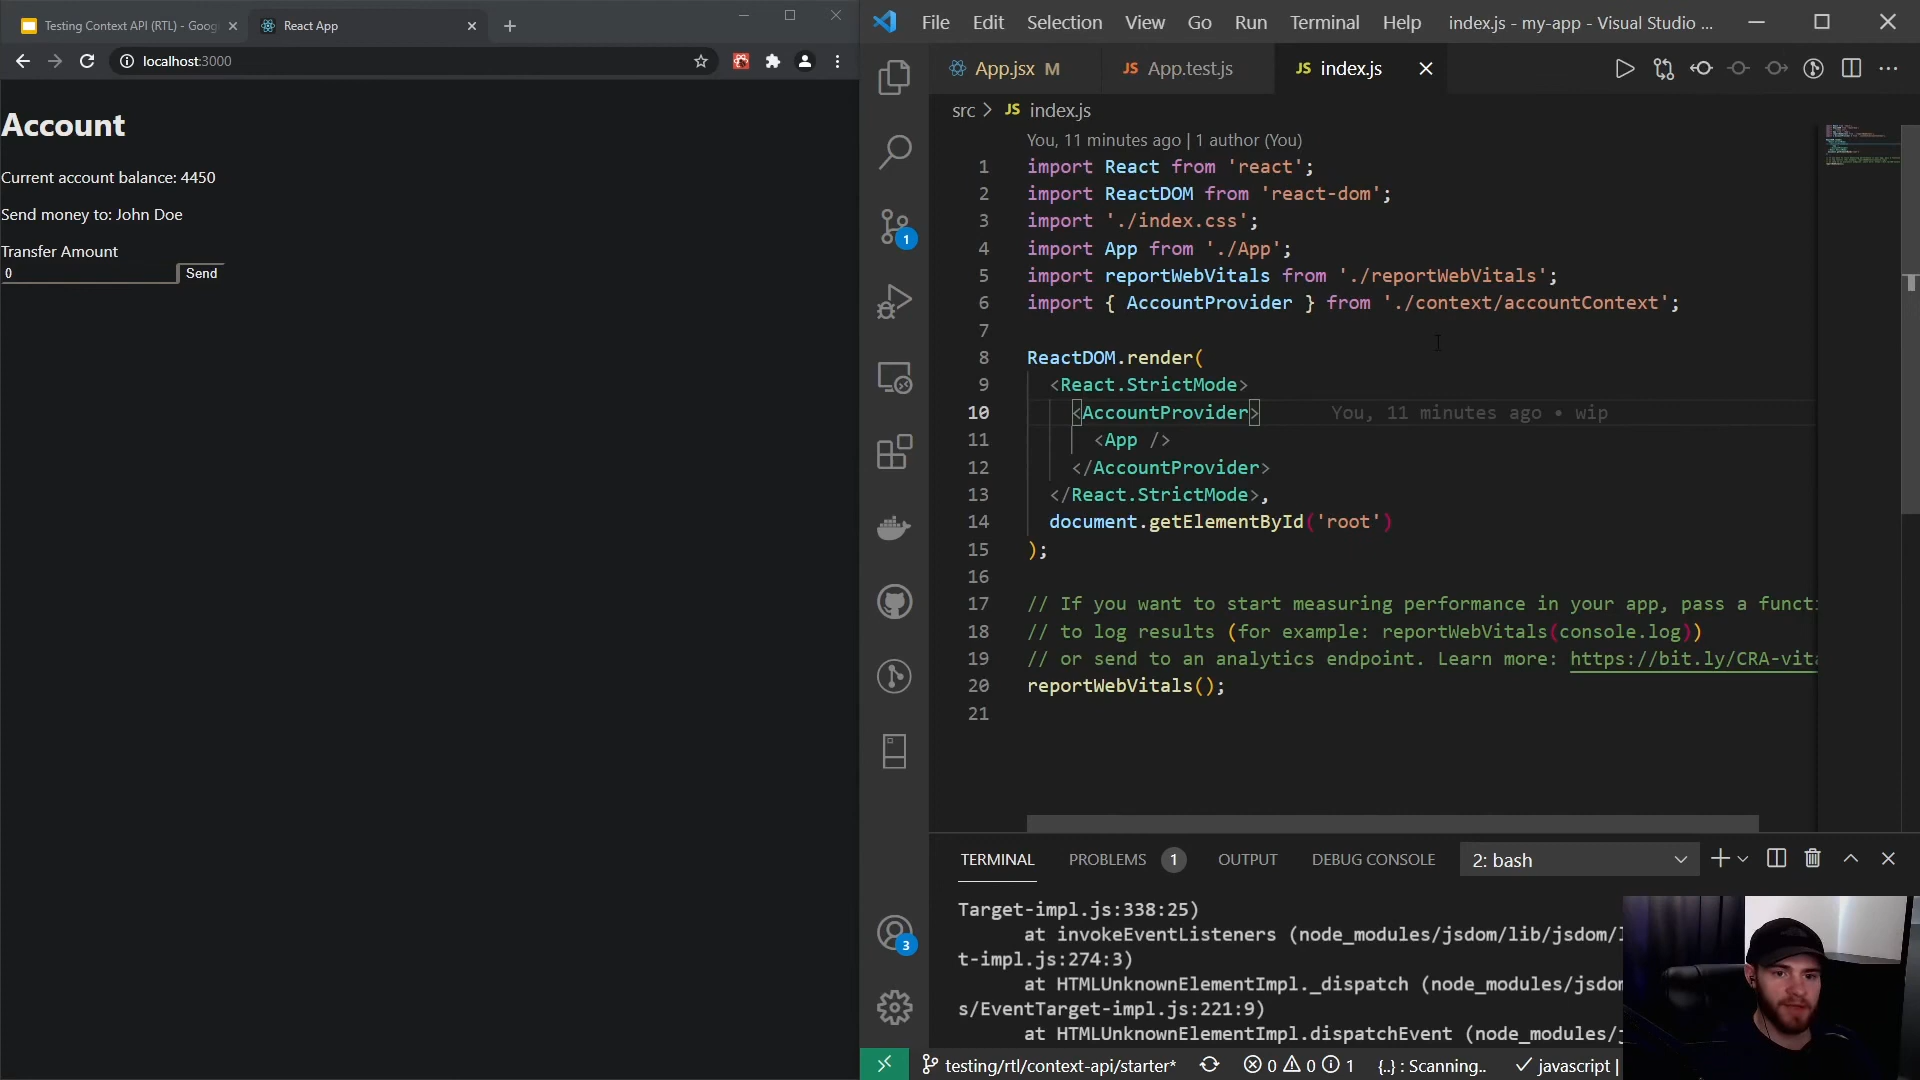 Testing Context API (RTL) - Goog
React App
localhost:3000
Account
Current account balance: 4450
Send money to: John Doe
Transfer Amount
0
Send
File Edit Selection View Go Run Terminal Help index.js - my-app - Visual Studio ...
App.jsx M
JS App.test.js
JS index.js
src > JS index.js
You, 11 minutes ago | 1 author (You)
1 import React from 'react';
2 import ReactDOM from 'react-dom';
3 import './index.css';
4 import App from './App';
5 import reportWebVitals from './reportWebVitals';
6 import { AccountProvider } from './context/accountContext';
7
8 ReactDOM.render(
9 <React.StrictMode>
10 <AccountProvider> You, 11 minutes ago • wip
11 <App />
12 </AccountProvider>
13 </React.StrictMode>,
14 document.getElementById('root')
15 );
16
17 // If you want to start measuring performance in your app, pass a functi
18 // to log results (for example: reportWebVitals(console.log))
19 // or send to an analytics endpoint. Learn more: https://bit.ly/CRA-vita
20 reportWebVitals();
21
1
3
TERMINAL PROBLEMS 1 OUTPUT DEBUG CONSOLE 2: bash
Target-impl.js:338:25)
at invokeEventListeners (node_modules/jsdom/lib/jsdom/l
t-impl.js:274:3)
at HTMLUnknownElementImpl._dispatch (node_modules/jsdom
s/EventTarget-impl.js:221:9)
at HTMLUnknownElementImpl.dispatchEvent (node_modules/j
testing/rtl/context-api/starter* 0 0 1 {..} : Scanning.. javascript |